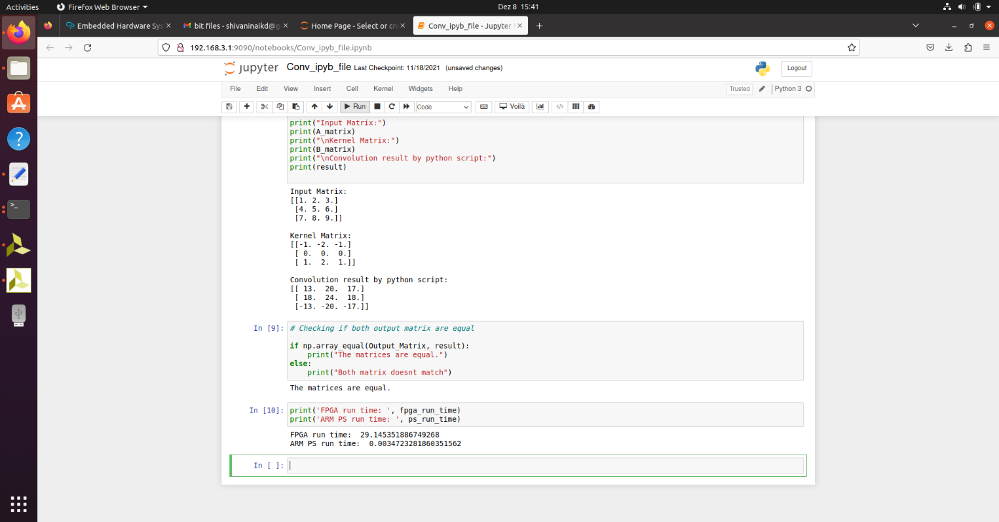 Activities
Firefox Web Browser
Dez 8 15:41
Embedded Hardware Sys
bit files - shivaninaikd@g
Home Page - Select or cre
Conv_ipyb_file - Jupyter
192.168.3.1:9090/notebooks/Conv_ipyb_file.ipynb
jupyter
Conv_ipyb_file Last Checkpoint: 11/18/2021 (unsaved changes)
Logout
File Edit View Insert Cell Kernel Widgets Help
Trusted
Python 3
Run
Code
Voilà
print("Input Matrix:")
print(A_matrix)
print("\nKernel Matrix:")
print(B_matrix)
print("\nConvolution result by python script:")
print(result)
Input Matrix:
[[1. 2. 3.]
 [4. 5. 6.]
 [7. 8. 9.]]
Kernel Matrix:
[[-1. -2. -1.]
 [ 0.  0.  0.]
 [ 1.  2.  1.]]
Convolution result by python script:
[[ 13.  20.  17.]
 [ 18.  24.  18.]
 [-13. -20. -17.]]
In [9]:
# Checking if both output matrix are equal
if np.array_equal(Output_Matrix, result):
    print("The matrices are equal.")
else:
    print("Both matrix doesnt match")
The matrices are equal.
In [10]:
print('FPGA run time: ', fpga_run_time)
print('ARM PS run time: ', ps_run_time)
FPGA run time:  29.145351886749268
ARM PS run time:  0.0034723281860351562
In [ ]: